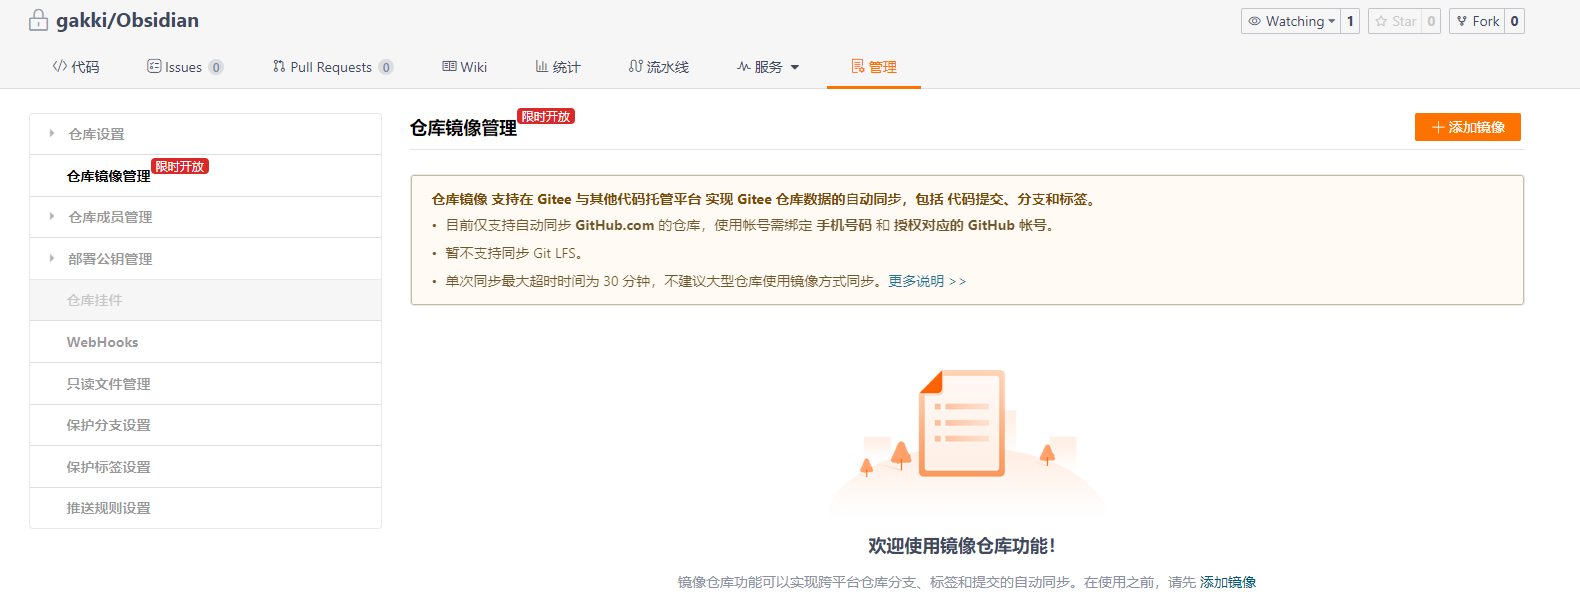 gakki/Obsidian
Watching 1 Star 0 Fork 0
代码 Issues 0 Pull Requests 0 Wiki 统计 流水线 服务 管理
仓库设置
仓库镜像管理 限时开放
仓库成员管理
部署公钥管理
仓库挂件
WebHooks
只读文件管理
保护分支设置
保护标签设置
推送规则设置
仓库镜像管理 限时开放
添加镜像
仓库镜像 支持在 Gitee 与其他代码托管平台 实现 Gitee 仓库数据的自动同步，包括 代码提交、分支和标签。
• 目前仅支持自动同步 GitHub.com 的仓库，使用帐号需绑定 手机号码 和 授权对应的 GitHub 帐号。
• 暂不支持同步 Git LFS。
• 单次同步最大超时时间为 30 分钟，不建议大型仓库使用镜像方式同步。更多说明 >>
欢迎使用镜像仓库功能！
镜像仓库功能可以实现跨平台仓库分支、标签和提交的自动同步。在使用之前，请先 添加镜像